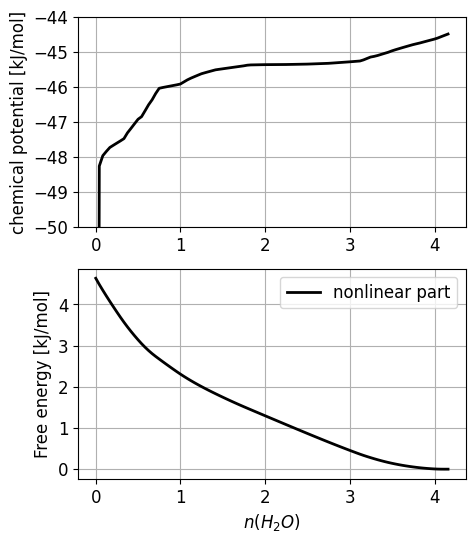 chemical potential [kJ/mol]
−44
−45
−46
−47
−48
−49
−50
0 1 2 3 4
Free energy [kJ/mol]
4
3
2
1
0
nonlinear part
0 1 2 3 4
n(H₂O)